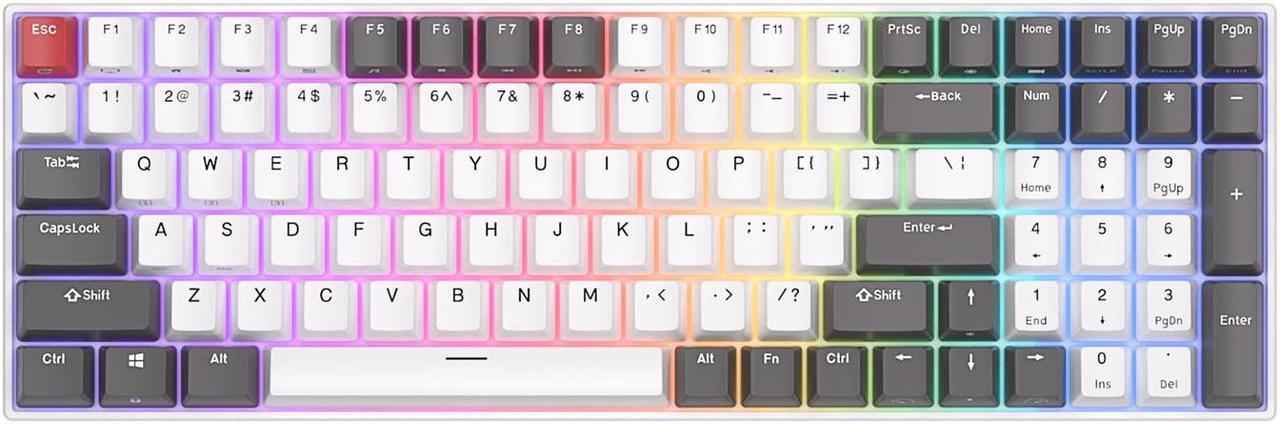 ESC F1 F2 F3 F4 F5 F6 F7 F8 F9 F10 F11 F12 PrtSc Del Home Ins PgUp PgDn
ScrLK Pause End
`~ 1! 2@ 3# 4$ 5% 6^ 7& 8* 9( 0) -_ =+ ←Back Num / * −
Tab Q W E R T Y U I O P [{ ]} \¦ 7 8 9 +
Home ↑ PgUp
CapsLock A S D F G H J K L ;: '" Enter↵ 4 5 6
← →
⇧Shift Z X C V B N M ,< .> /? ⇧Shift ↑ 1 2 3 Enter
End ↓ PgDn
Ctrl Alt Alt Fn Ctrl ← ↓ → 0 .
Ins Del